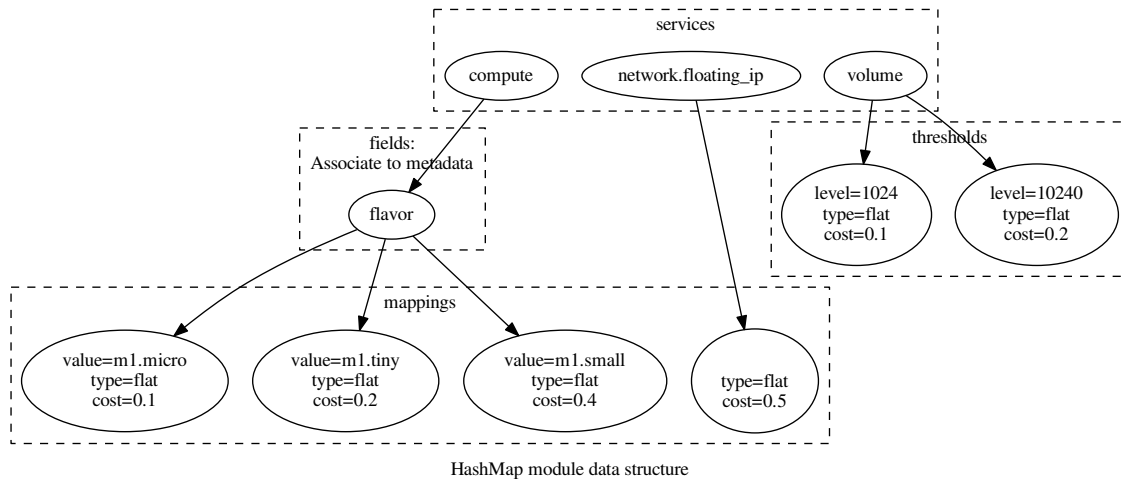 services
compute
network.floating_ip
volume
fields:
Associate to metadata
thresholds
flavor
level=1024
type=flat
cost=0.1
level=10240
type=flat
cost=0.2
mappings
value=m1.micro
type=flat
cost=0.1
value=m1.tiny
type=flat
cost=0.2
value=m1.small
type=flat
cost=0.4
type=flat
cost=0.5
HashMap module data structure